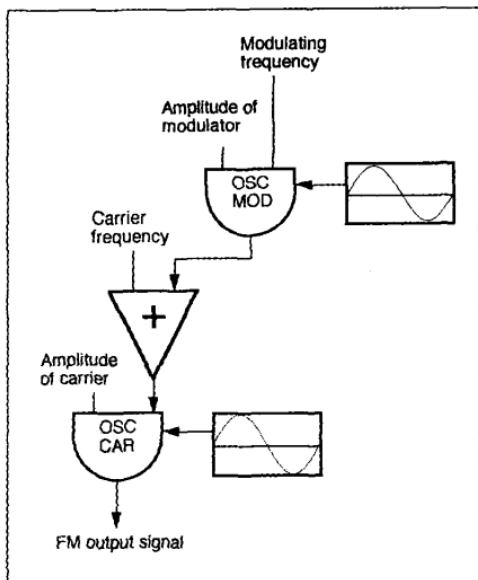 Modulating
frequency
Amplitude of
modulator
OSC
MOD
Carrier
frequency
+
Amplitude
of carrier
OSC
CAR
FM output signal